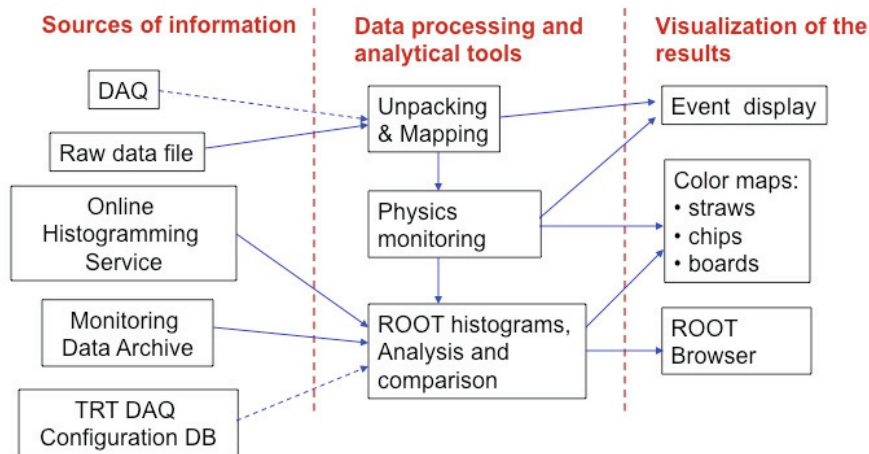 Sources of information
Data processing and
analytical tools
Visualization of the
results
DAQ
Raw data file
Online
Histogramming
Service
Monitoring
Data Archive
TRT DAQ
Configuration DB
Unpacking
& Mapping
Physics
monitoring
ROOT histograms,
Analysis and
comparison
Event display
Color maps:
• straws
• chips
• boards
ROOT
Browser